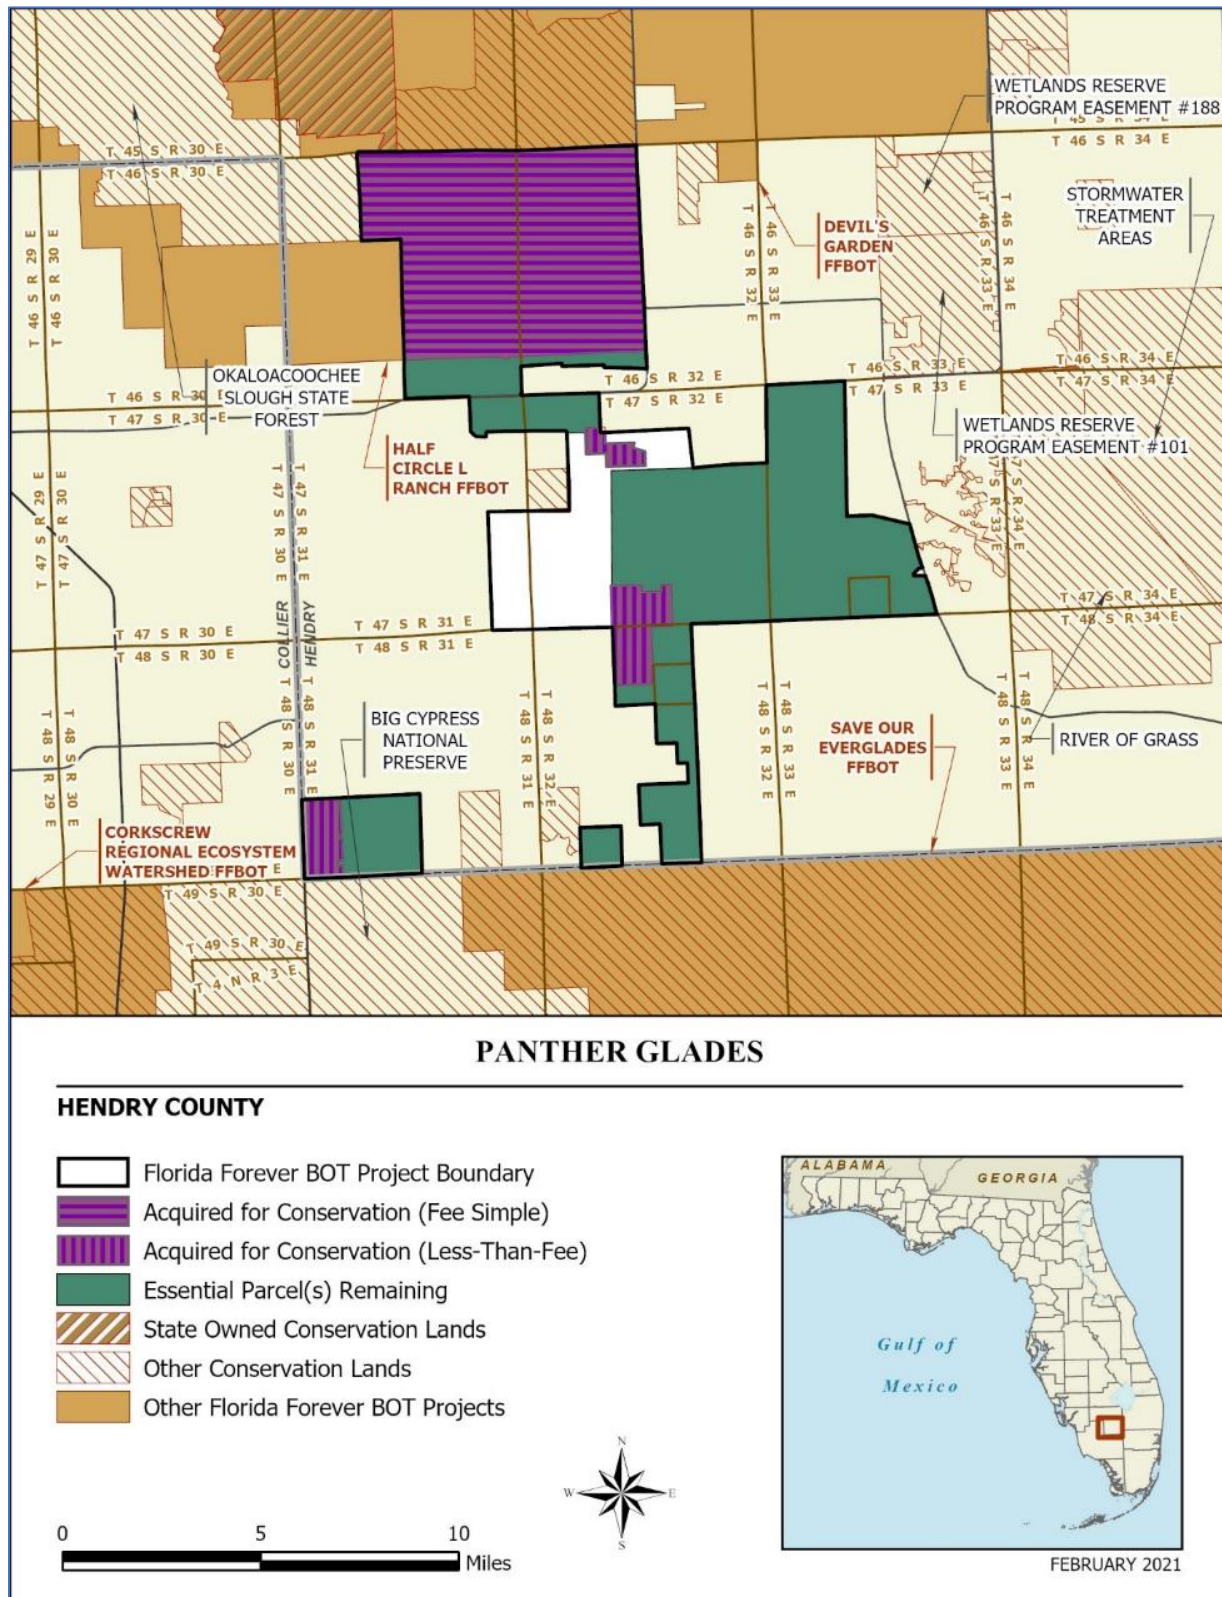 WETLANDS RESERVE
PROGRAM EASEMENT #188
T 45 S R 34 E
T 46 S R 34 E
T 45 S R 30 E
T 46 S R 30 E
STORMWATER
TREATMENT
AREAS
DEVIL'S
GARDEN
FFBOT
T 46 S R 29 E
T 46 S R 30 E
T 46 S R 32 E
T 46 S R 33 E
T 46 S R 33 E
T 46 S R 34 E
OKALOACOOCHEE
SLOUGH STATE
FOREST
T 46 S R 30 E
T 47 S R 30 E
T 46 S R 32 E
T 47 S R 32 E
T 46 S R 33 E
T 47 S R 33 E
T 46 S R 34 E
T 47 S R 34 E
HALF
CIRCLE L
RANCH FFBOT
WETLANDS RESERVE
PROGRAM EASEMENT #101
T 47 S R 29 E
T 47 S R 30 E
T 47 S R 30 E
T 47 S R 31 E
T 47 S R 33 E
T 47 S R 34 E
COLLIER
HENDRY
T 47 S R 30 E
T 48 S R 30 E
T 47 S R 31 E
T 48 S R 31 E
T 47 S R 34 E
T 48 S R 34 E
T 48 S R 29 E
T 48 S R 30 E
T 48 S R 30 E
T 48 S R 31 E
BIG CYPRESS
NATIONAL
PRESERVE
T 48 S R 31 E
T 48 S R 32 E
T 48 S R 32 E
T 48 S R 33 E
SAVE OUR
EVERGLADES
FFBOT
T 48 S R 33 E
T 48 S R 34 E
RIVER OF GRASS
CORKSCREW
REGIONAL ECOSYSTEM
WATERSHED FFBOT
E
T 49 S R 30 E
T 49 S R 30 E
T 4 N R 3 E
PANTHER GLADES
HENDRY COUNTY
Florida Forever BOT Project Boundary
Acquired for Conservation (Fee Simple)
Acquired for Conservation (Less-Than-Fee)
Essential Parcel(s) Remaining
State Owned Conservation Lands
Other Conservation Lands
Other Florida Forever BOT Projects
ALABAMA
GEORGIA
Gulf of
Mexico
N
W
E
S
0 5 10
Miles
FEBRUARY 2021